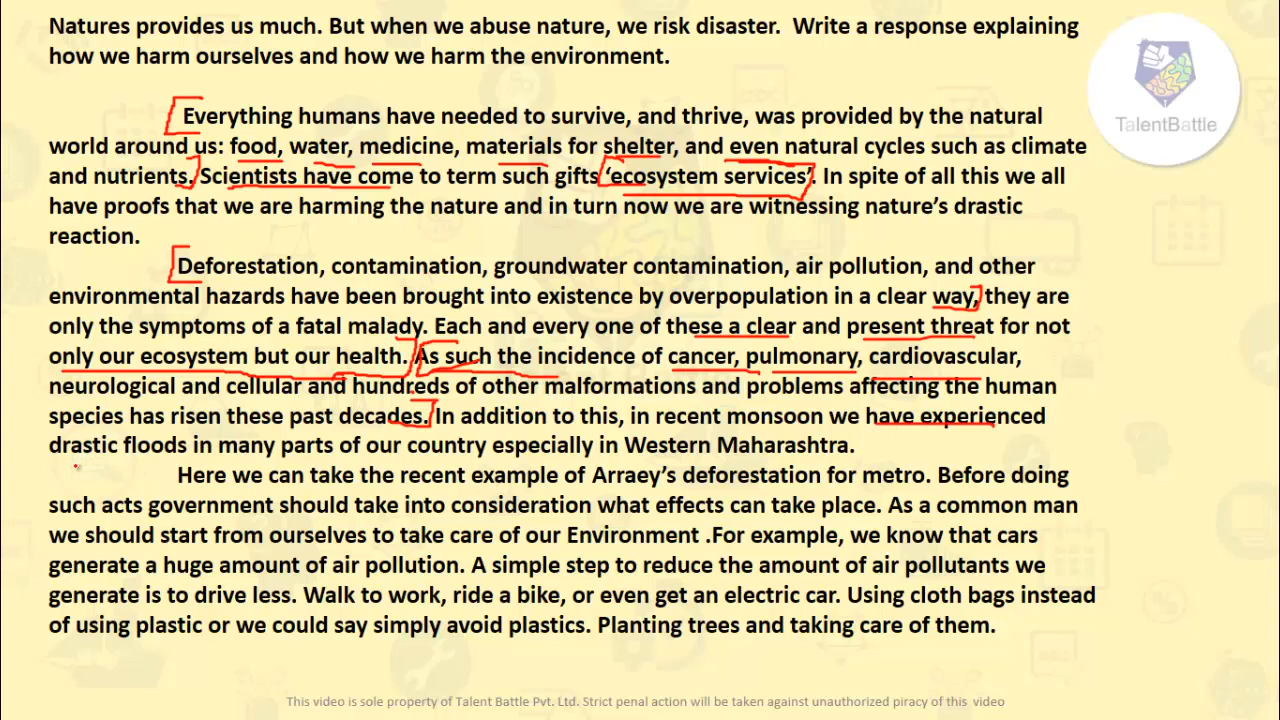 Natures provides us much. But when we abuse nature, we risk disaster. Write a response explaining
how we harm ourselves and how we harm the environment.
TalentBattle
Everything humans have needed to survive, and thrive, was provided by the natural
world around us: food, water, medicine, materials for shelter, and even natural cycles such as climate
and nutrients. Scientists have come to term such gifts ‘ecosystem services’. In spite of all this we all
have proofs that we are harming the nature and in turn now we are witnessing nature’s drastic
reaction.
Deforestation, contamination, groundwater contamination, air pollution, and other
environmental hazards have been brought into existence by overpopulation in a clear way, they are
only the symptoms of a fatal malady. Each and every one of these a clear and present threat for not
only our ecosystem but our health. As such the incidence of cancer, pulmonary, cardiovascular,
neurological and cellular and hundreds of other malformations and problems affecting the human
species has risen these past decades. In addition to this, in recent monsoon we have experienced
drastic floods in many parts of our country especially in Western Maharashtra.
Here we can take the recent example of Arraey’s deforestation for metro. Before doing
such acts government should take into consideration what effects can take place. As a common man
we should start from ourselves to take care of our Environment .For example, we know that cars
generate a huge amount of air pollution. A simple step to reduce the amount of air pollutants we
generate is to drive less. Walk to work, ride a bike, or even get an electric car. Using cloth bags instead
of using plastic or we could say simply avoid plastics. Planting trees and taking care of them.
This video is sole property of Talent Battle Pvt. Ltd. Strict penal action will be taken against unauthorized piracy of this video